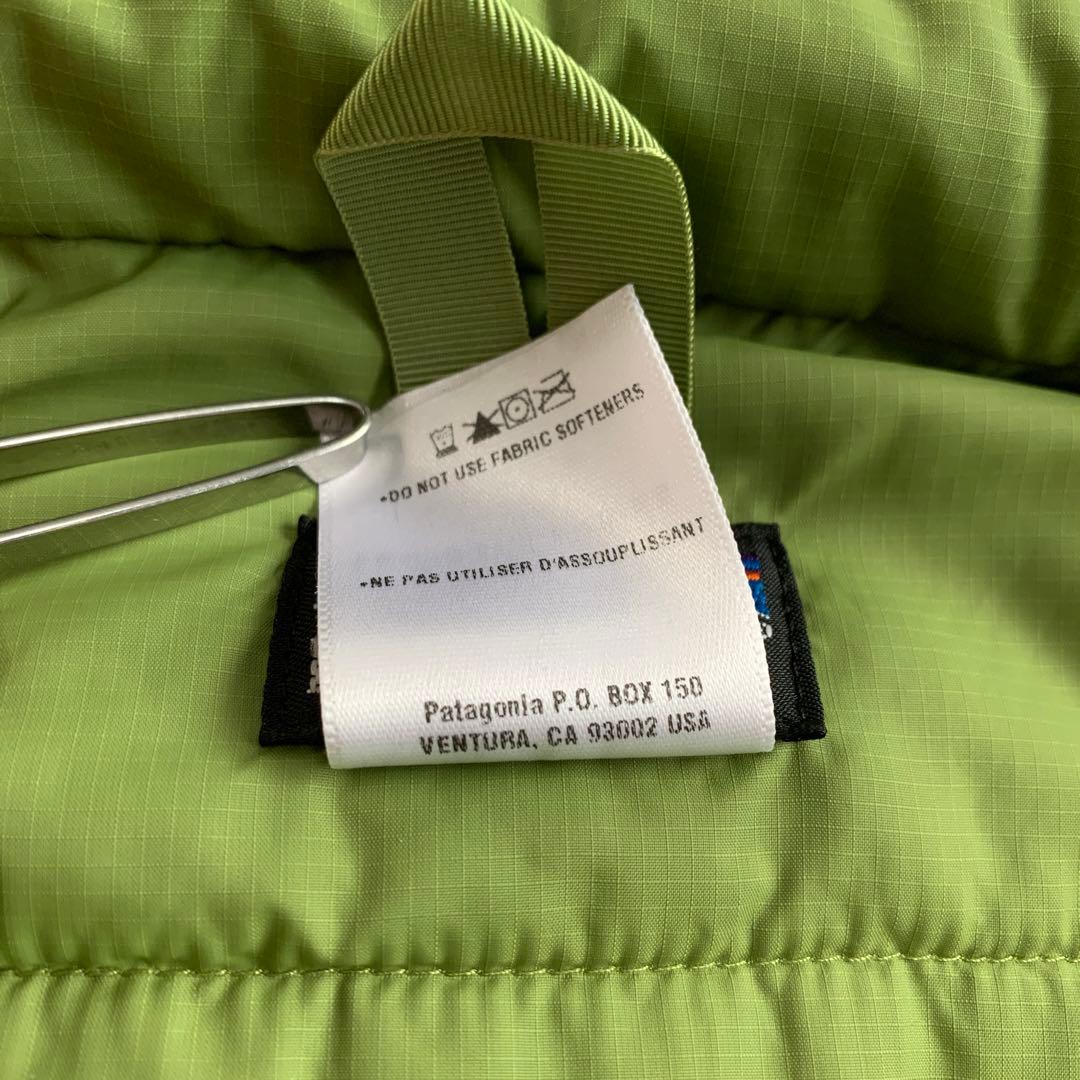 •DO NOT USE FABRIC SOFTENERS
•NE PAS UTILISER D'ASSOUPLISSANT
Patagonia P.O. BOX 150
VENTURA, CA 93002 USA